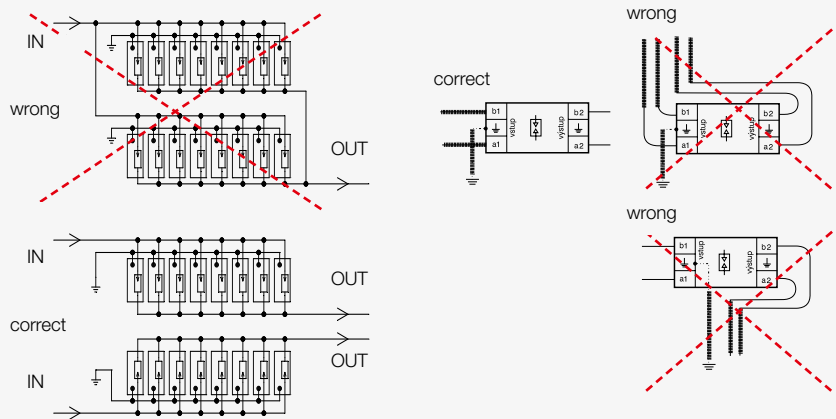 IN
wrong
OUT
IN
OUT
correct
OUT
IN
correct
b1
b2
vstup
výstup
a1
a2
wrong
b1
b2
vstup
výstup
a1
a2
wrong
b1
b2
vstup
výstup
a1
a2